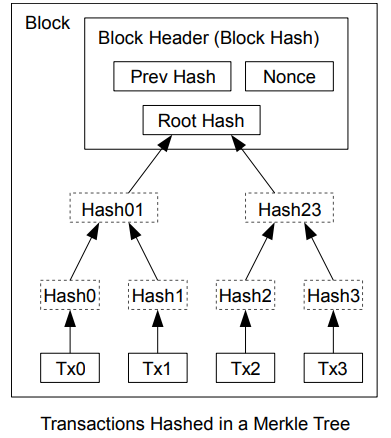 Block
Block Header (Block Hash)
Prev Hash
Nonce
Root Hash
Hash01
Hash23
Hash0
Hash1
Hash2
Hash3
Tx0
Tx1
Tx2
Tx3
Transactions Hashed in a Merkle Tree